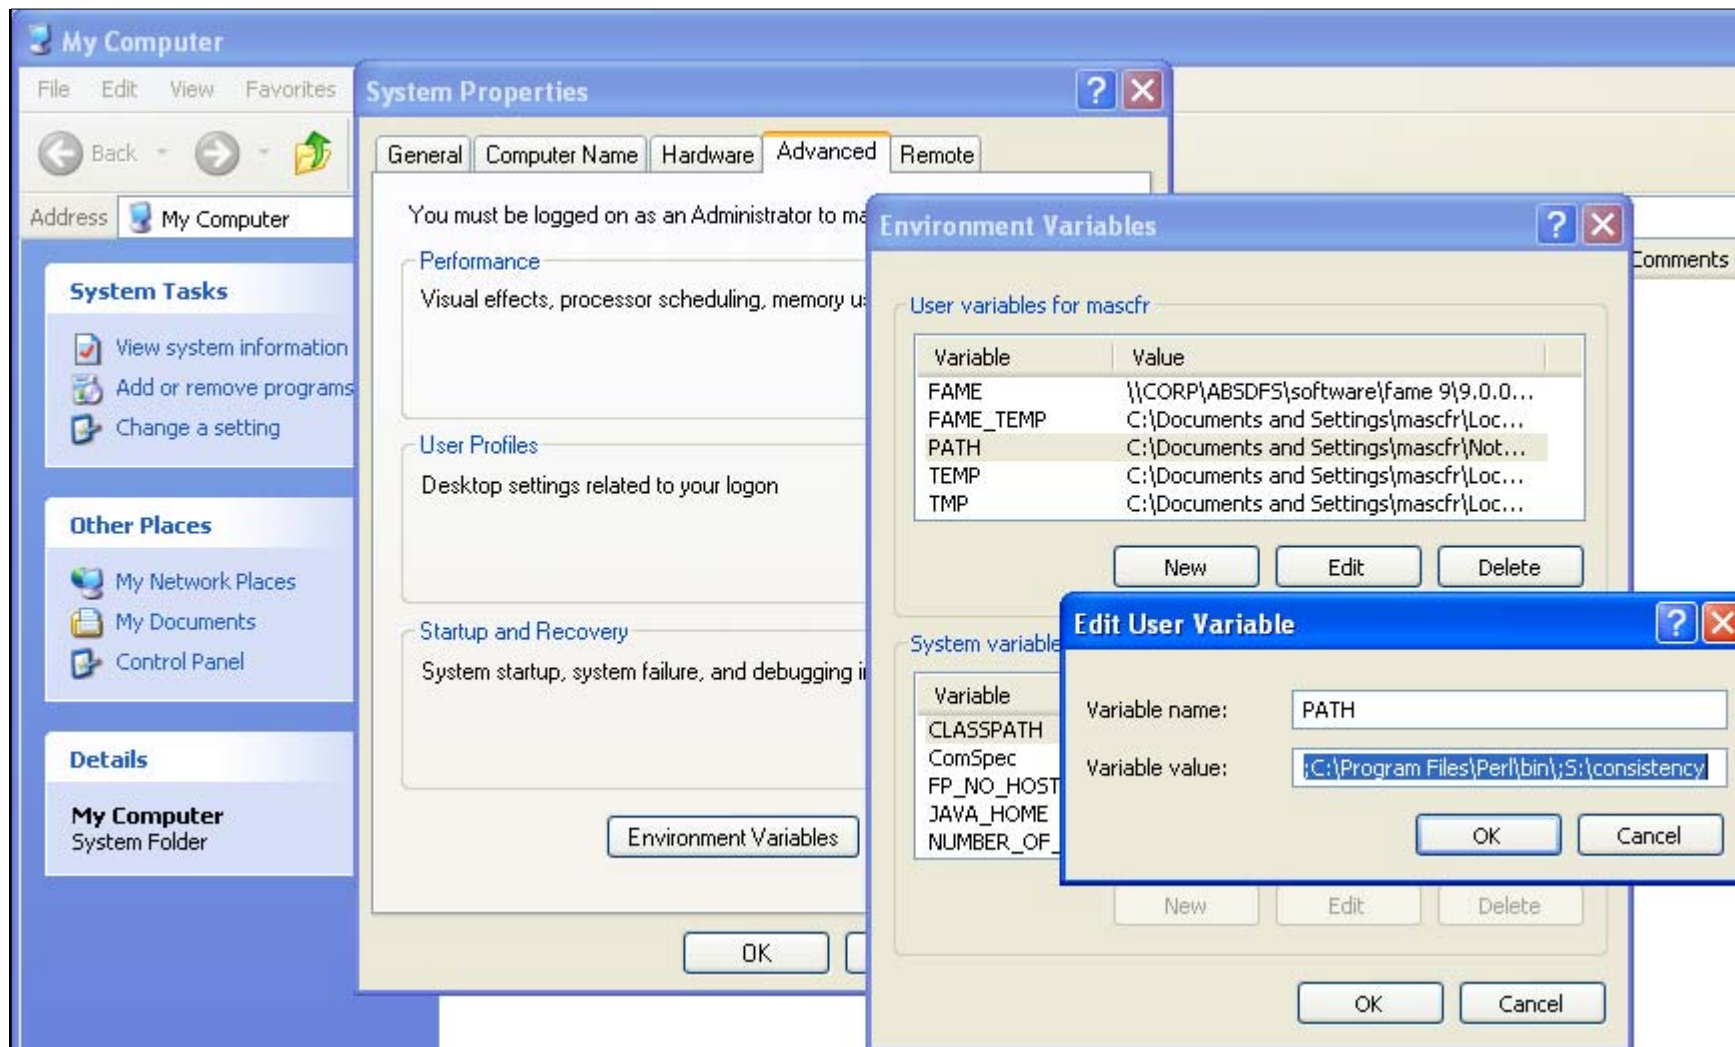 My Computer
File Edit View Favorites
Back
Address My Computer
System Tasks
View system information
Add or remove programs
Change a setting
Other Places
My Network Places
My Documents
Control Panel
Details
My Computer
System Folder
System Properties
General Computer Name Hardware Advanced Remote
You must be logged on as an Administrator to
Performance
Visual effects, processor scheduling, memory
User Profiles
Desktop settings related to your logon
Startup and Recovery
System startup, system failure, and debugging
Environment Variables
OK
Comments
Environment Variables
User variables for mascfr
Variable Value
FAME \\CORP\ABSDFS\software\fame 9\9.0.0...
FAME_TEMP C:\Documents and Settings\mascfr\Loc...
PATH C:\Documents and Settings\mascfr\Not...
TEMP C:\Documents and Settings\mascfr\Loc...
TMP C:\Documents and Settings\mascfr\Loc...
New Edit Delete
System variable
Variable
CLASSPATH
ComSpec
FP_NO_HOST
JAVA_HOME
NUMBER_OF_
New Edit Delete
OK Cancel
Edit User Variable
Variable name: PATH
Variable value: ;C:\Program Files\Perl\bin\;S:\consistency
OK Cancel